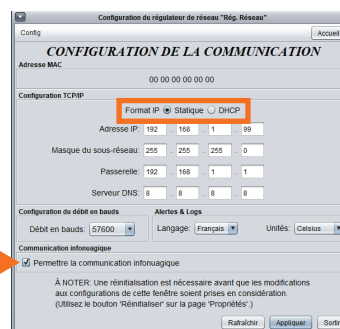 Configuration du régulateur de réseau "Rég. Réseau"
Config Accueil
CONFIGURATION DE LA COMMUNICATION
Adresse MAC
00 00 00 00 00 00
Configuration TCP/IP
Format IP Statique DHCP
Adresse IP: 192 . 168 . 1 . 99
Masque du sous-réseau: 255 . 255 . 255 . 0
Passerelle: 192 . 168 . 1 . 1
Serveur DNS: 8 . 8 . 8 . 8
Configuration du débit en bauds Alertes & Logs
Débit en bauds: 57600 Langage: Français Unités: Celsius
Communication infonuagique
Permettre la communication infonuagique
À NOTER: Une réinitialisation est nécessaire avant que les modifications
aux configurations de cette fenêtre soient prises en considération.
(Utilisez le bouton 'Réinitialiser' sur la page 'Propriétés'.)
Rafraîchir Appliquer Sortir